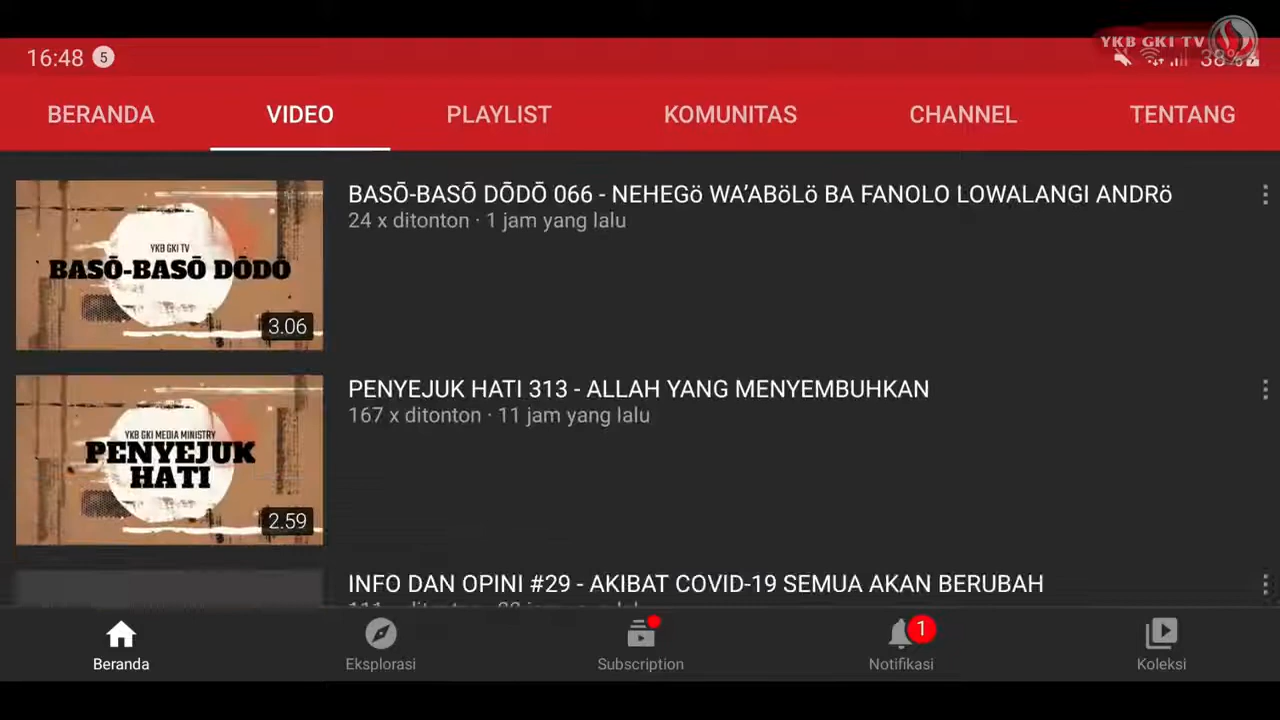 YKB GKI TV
16:48 5 38%
BERANDA VIDEO PLAYLIST KOMUNITAS CHANNEL TENTANG
BASŌ-BASŌ DŌDŌ 066 - NEHEGö WA’ABöLö BA FANOLO LOWALANGI ANDRö
24 x ditonton · 1 jam yang lalu
YKB GKI TV
BASŌ-BASŌ DŌDŌ
3.06
PENYEJUK HATI 313 - ALLAH YANG MENYEMBUHKAN
167 x ditonton · 11 jam yang lalu
YKB GKI MEDIA MINISTRY
PENYEJUK
HATI
2.59
INFO DAN OPINI #29 - AKIBAT COVID-19 SEMUA AKAN BERUBAH
1
Beranda Eksplorasi Subscription Notifikasi Koleksi